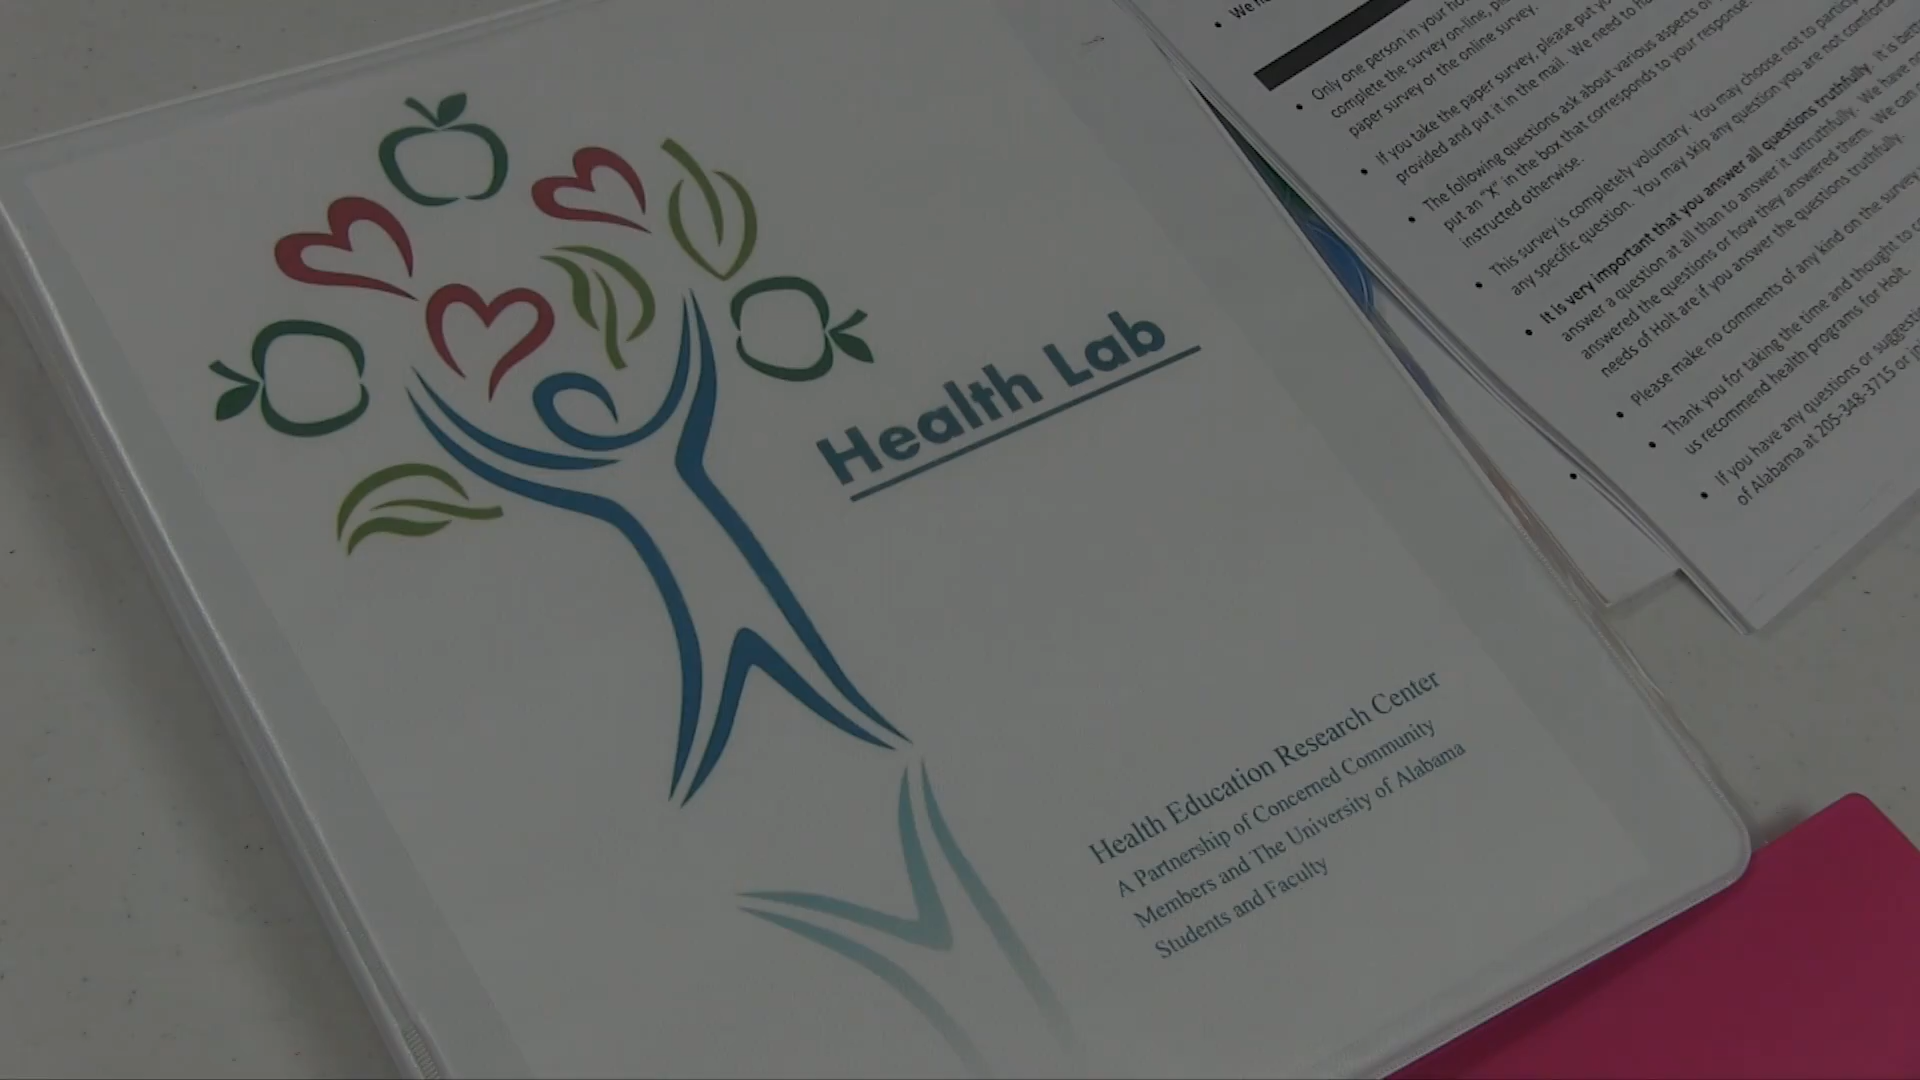 Health Lab
Health Education Research Center
A Partnership of Concerned Community
Members and The University of Alabama
Students and Faculty
Only one person in your
complete the survey on-line,
paper survey or the online survey.
If you take the paper survey, please put
provided and put it in the mail. We need to
The following questions ask about various aspects
put an "X" in the box that corresponds to your response
instructed otherwise.
This survey is completely voluntary. You may choose not to
any specific question. You may skip any question you are not
It is very important that you answer all questions truthfully. It is
answer a question at all than to answer it untruthfully. We have
answered the questions or how they answered them. We can
needs of Holt are if you answer the questions truthfully.
Please make no comments of any kind on the survey
Thank you for taking the time and thought to
us recommend health programs for Holt.
If you have any questions or
of Alabama at 205-348-3715 or